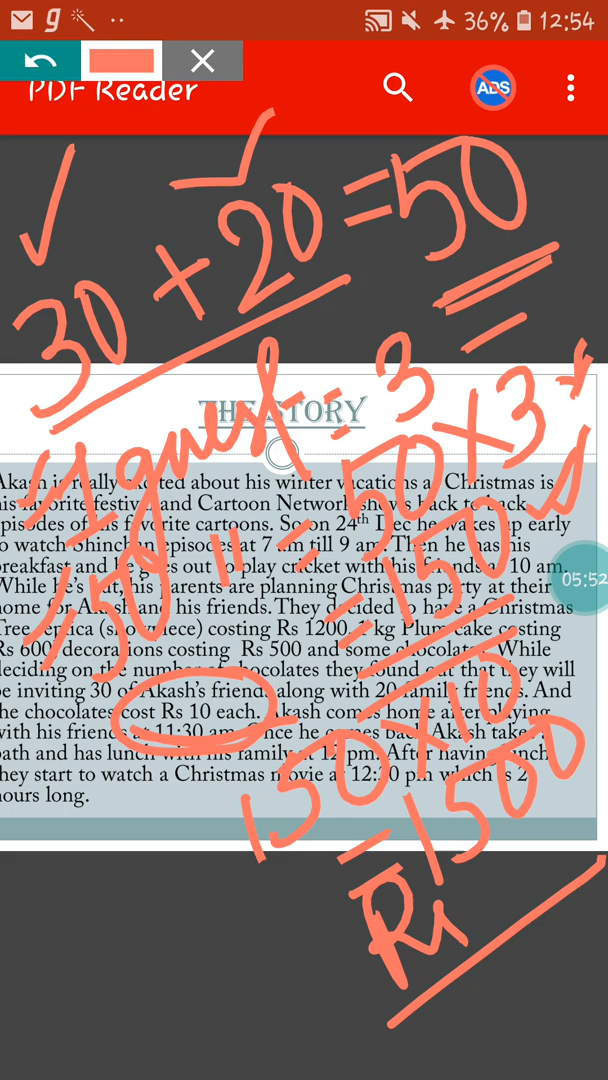 36% 12:54
PDF Reader
ADS
30 + 20 = 50
THE STORY
1 guest = 3
= 50 " = 50 × 3
= 150
150 × 10
= 1500
05:52
Akash is really excited about his winter vacations as Christmas is
his favorite festival and Cartoon Network shows back to back
episodes of his favorite cartoons. So on 24th Dec he wakes up early
to watch Shinchan episodes at 7 am till 9 am. Then he has his
breakfast and he goes out to play cricket with his friends at 10 am.
While he's out, his parents are planning Christmas party at their
home for Akash and his friends. They decided to have a Christmas
Tree replica (showpiece) costing Rs 1200, 1 kg Plum cake costing
Rs 600, decorations costing Rs 500 and some chocolates. While
deciding on the number of chocolates they found out that they will
be inviting 30 of Akash's friends along with 20 family friends. And
the chocolates cost Rs 10 each. Akash comes home after playing
with his friends at 11:30 am. Once he comes back Akash takes
bath and has lunch with his family at 12 pm. After having lunch
they start to watch a Christmas movie at 12:30 pm which is 2
hours long.